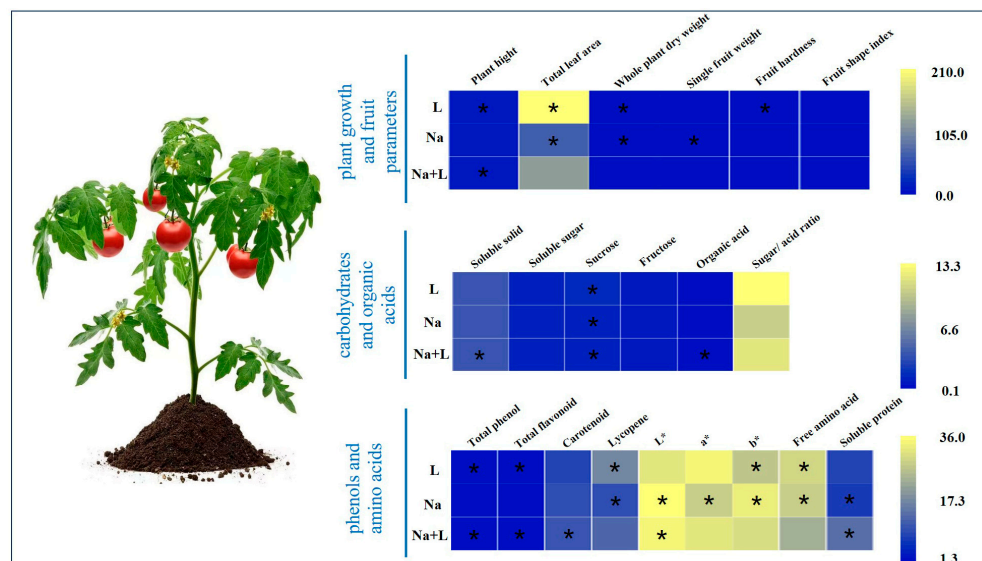 plant growth
and fruit
parameters
Plant hight
Total leaf area
Whole plant dry weight
Single fruit weight
Fruit hardness
Fruit shape index
L * * * *
Na * * *
Na+L *
210.0
105.0
0.0
carbohydrates
and organic
acids
Soluble solid
Soluble sugar
Sucrose
Fructose
Organic acid
Sugar/ acid ratio
L *
Na *
Na+L * * *
13.3
6.6
0.1
phenols and
amino acids
Total phenol
Total flavonoid
Carotenoid
Lycopene
L*
a*
b*
Free amino acid
Soluble protein
L * * * * *
Na * * * * * *
Na+L * * * * *
36.0
17.3
1.3